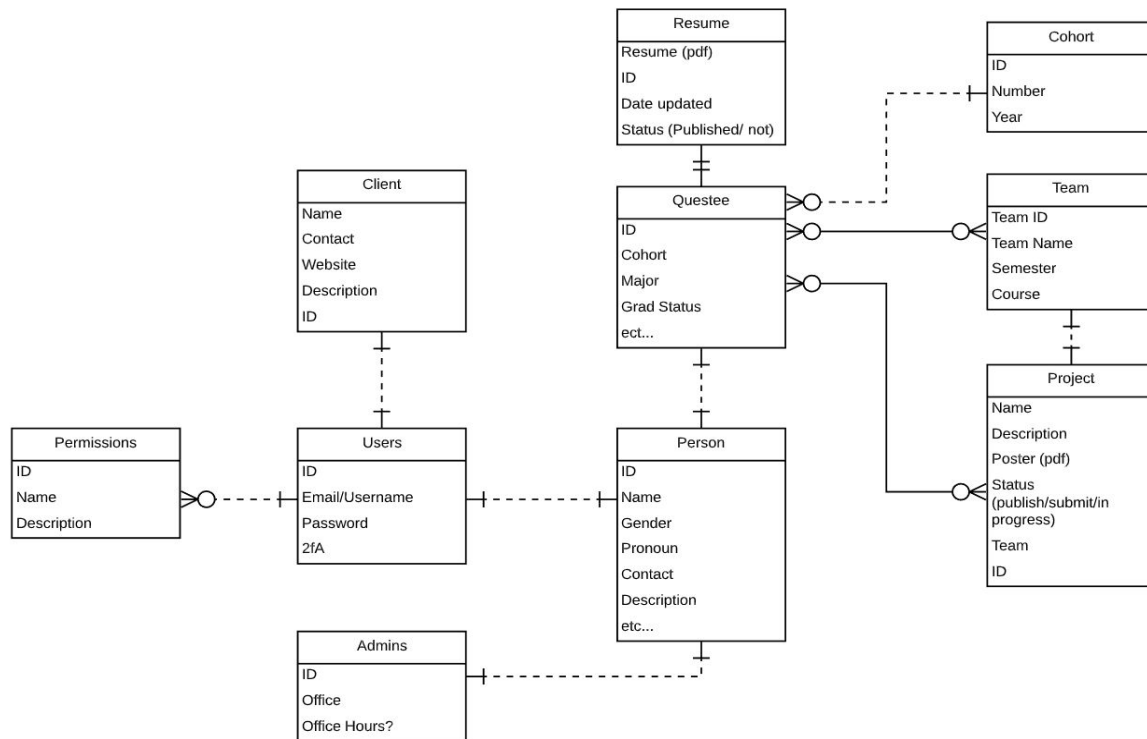 Resume
Resume (pdf)
ID
Date updated
Status (Published/ not)
Cohort
ID
Number
Year
Client
Name
Contact
Website
Description
ID
Questee
ID
Cohort
Major
Grad Status
ect...
Team
Team ID
Team Name
Semester
Course
Project
Name
Description
Poster (pdf)
Status
(publish/submit/in
progress)
Team
ID
Permissions
ID
Name
Description
Users
ID
Email/Username
Password
2fA
Person
ID
Name
Gender
Pronoun
Contact
Description
etc...
Admins
ID
Office
Office Hours?